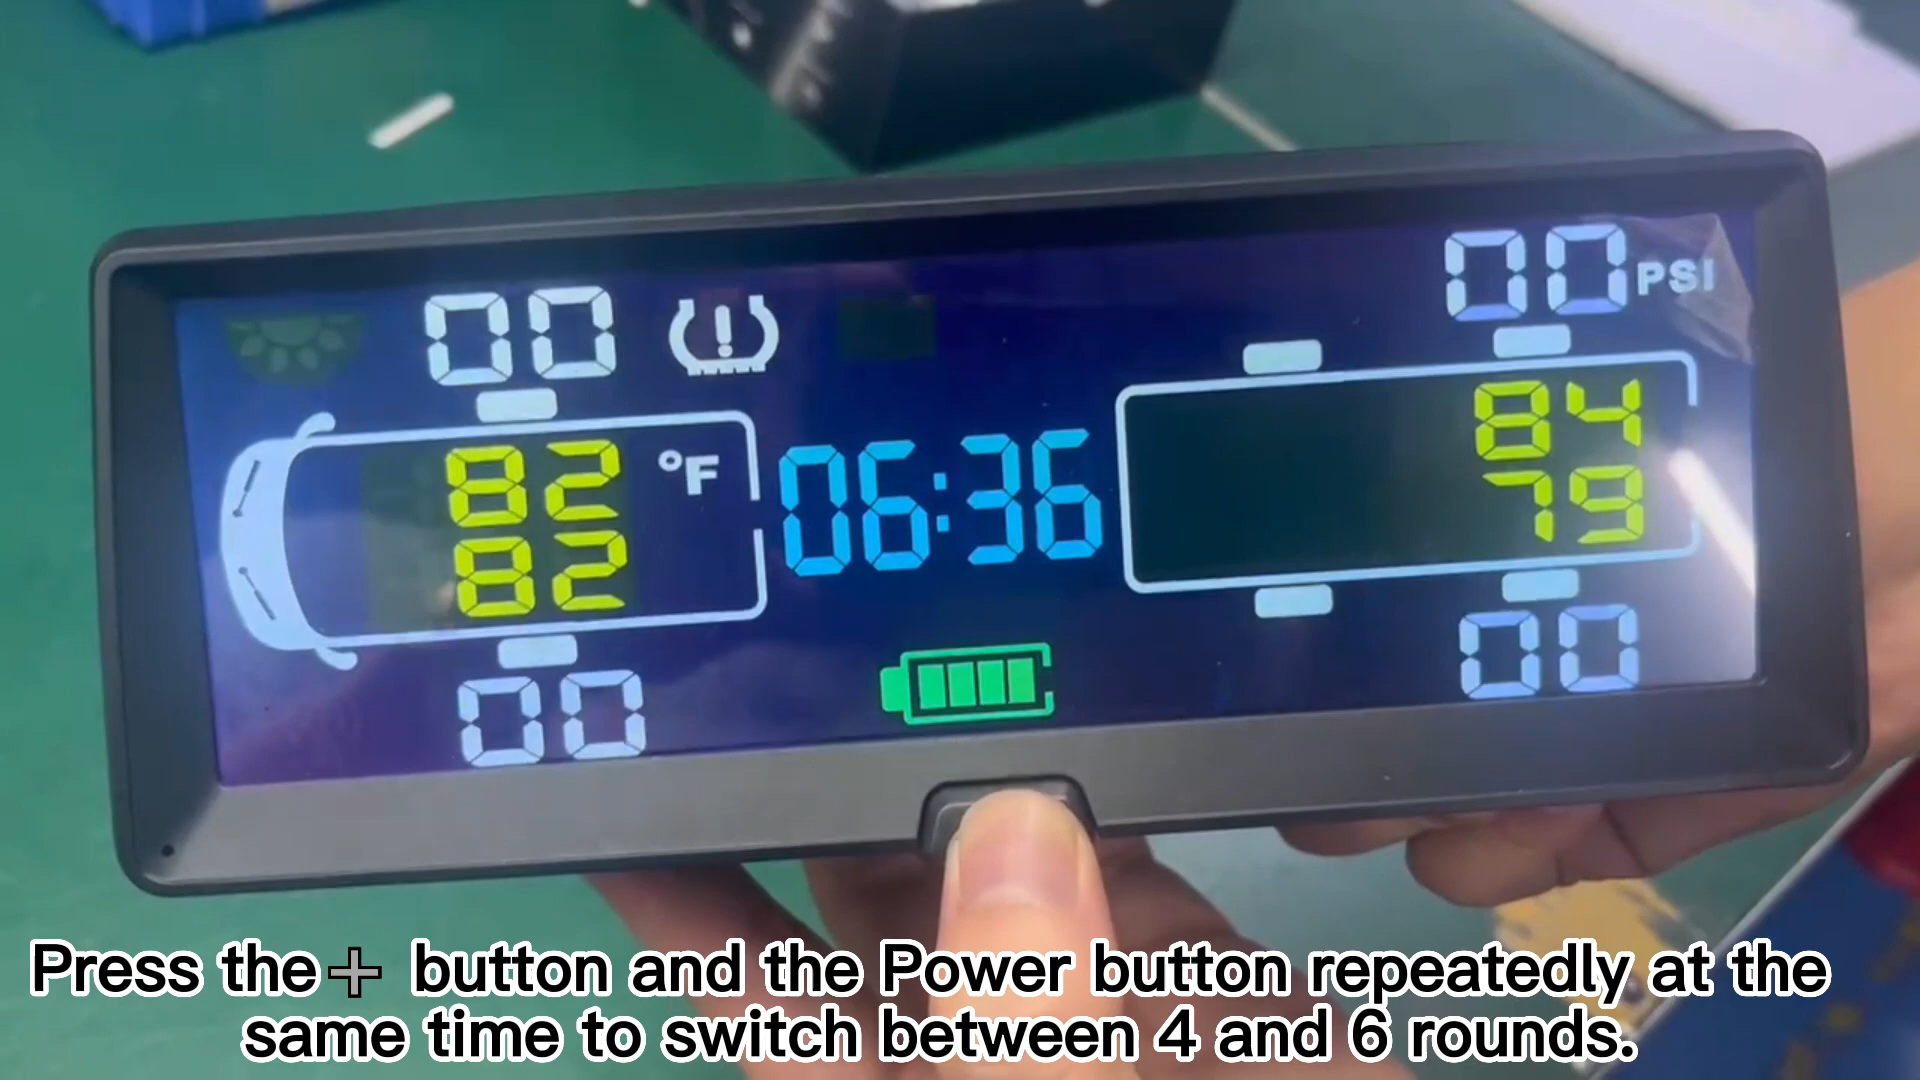 00 00 PSI
82 °F 06:36 84
82 79
00 00
Press the + button and the Power button repeatedly at the
same time to switch between 4 and 6 rounds.